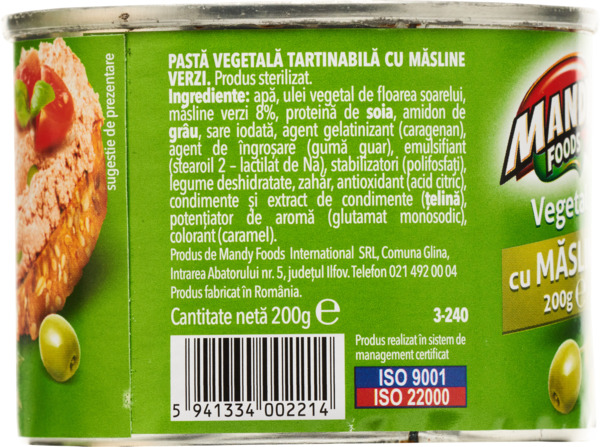 sugestie de prezentare
PASTĂ VEGETALĂ TARTINABILĂ CU MĂSLINE
VERZI. Produs sterilizat.
Ingrediente: apă, ulei vegetal de floarea soarelui,
măsline verzi 8%, proteină de soia, amidon de
grâu, sare iodată, agent gelatinizant (caragenan),
agent de îngroșare (gumă guar), emulsifiant
(stearoil 2 – lactilat de Na), stabilizatori (polifosfați),
legume deshidratate, zahăr, antioxidant (acid citric),
condimente și extract de condimente (țelină),
potențiator de aromă (glutamat monosodic),
colorant (caramel).
Produs de Mandy Foods International SRL, Comuna Glina,
Intrarea Abatorului nr. 5, județul Ilfov. Telefon 021 492 00 04
Produs fabricat în România.
Cantitate netă 200g e
3-240
Produs realizat în sistem de
management certificat
ISO 9001
ISO 22000
5 941334 002214
MANDY
FOODS
Vegeta
cu MĂSL
200g e